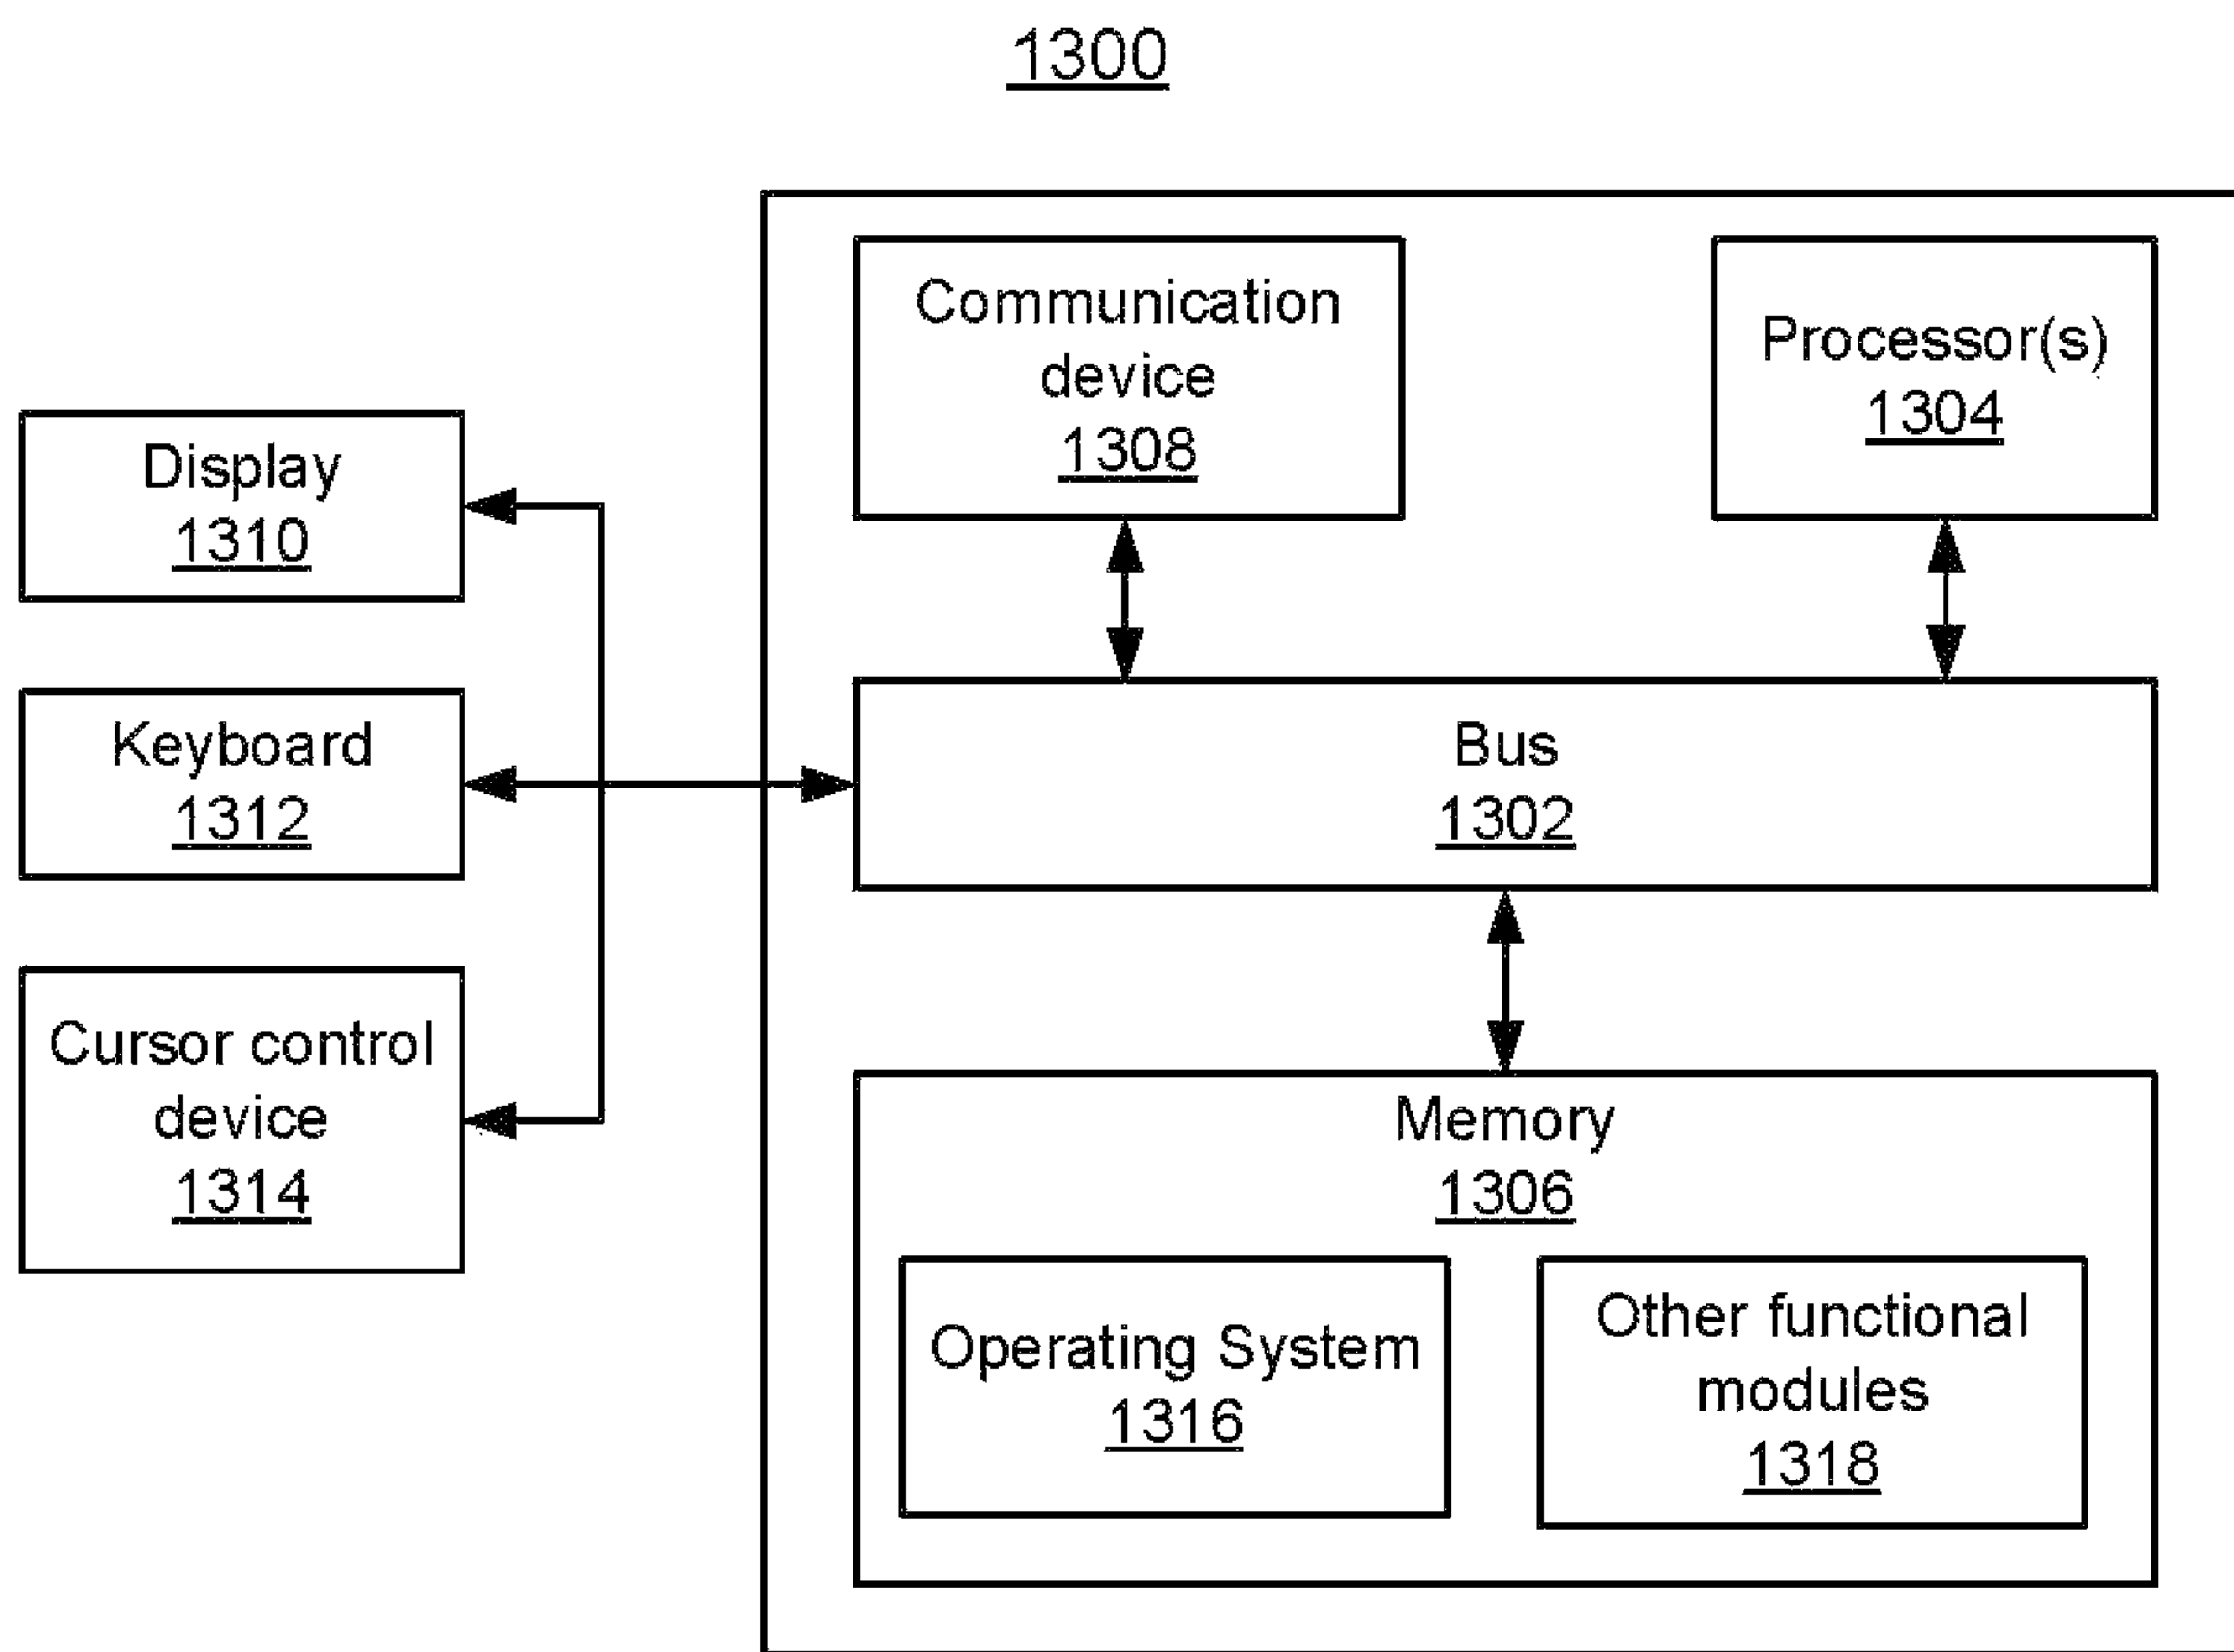 1300
Communication
device
1308
Processor(s)
1304
Display
1310
Keyboard
1312
Cursor control
device
1314
Bus
1302
Memory
1306
Operating System
1316
Other functional
modules
1318